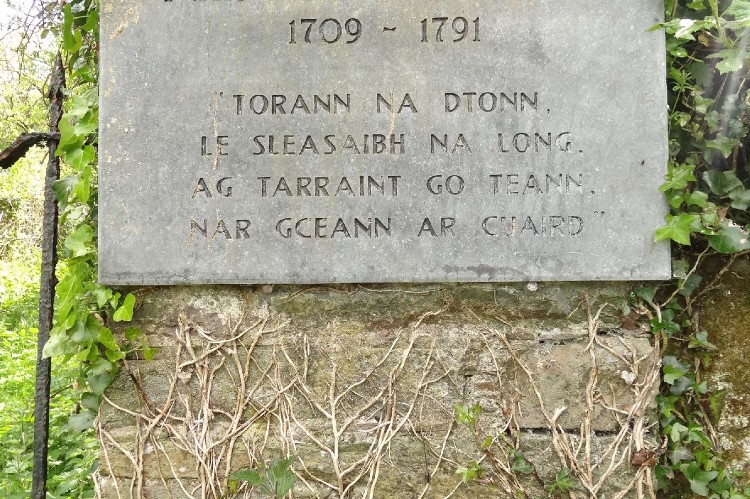 1709 - 1791
"TORANN NA DTONN,
LE SLEASAIBH NA LONG.
AG TARRAINT GO TEANN,
NAR GCEANN AR CUAIRD"